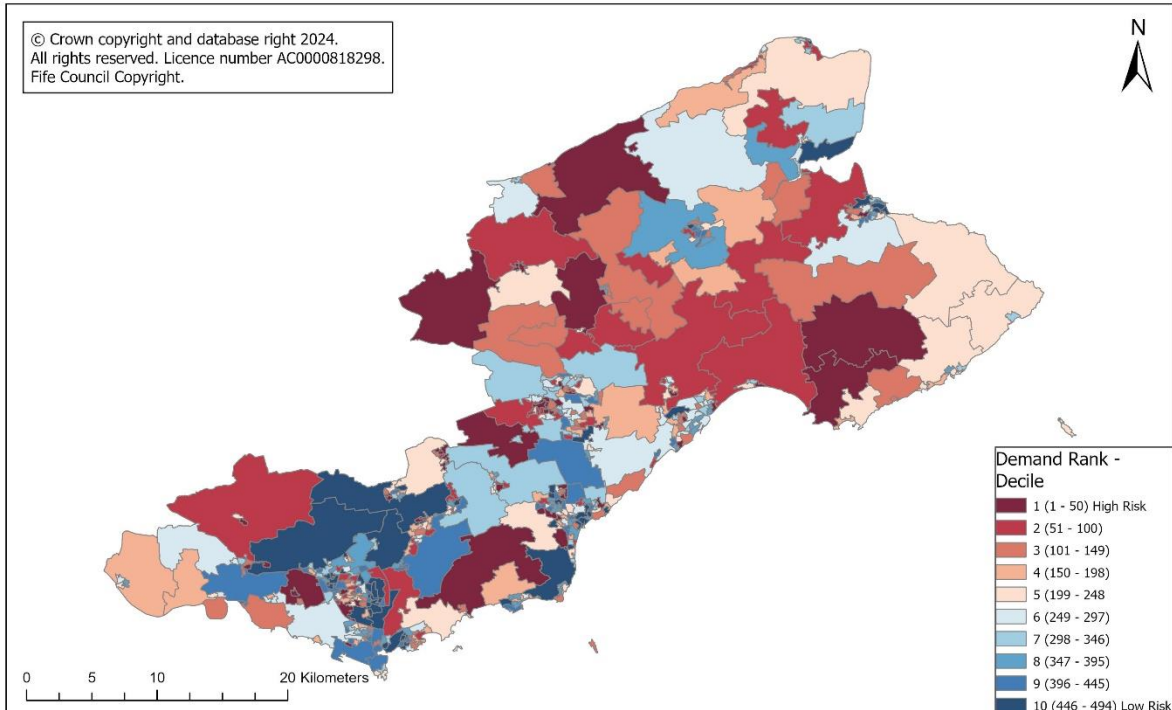 © Crown copyright and database right 2024.
All rights reserved. Licence number AC0000818298.
Fife Council Copyright.
N
Demand Rank -
Decile
1 (1 - 50) High Risk
2 (51 - 100)
3 (101 - 149)
4 (150 - 198)
5 (199 - 248)
6 (249 - 297)
7 (298 - 346)
8 (347 - 395)
9 (396 - 445)
10 (446 - 494) Low Risk
0 5 10 20 Kilometers